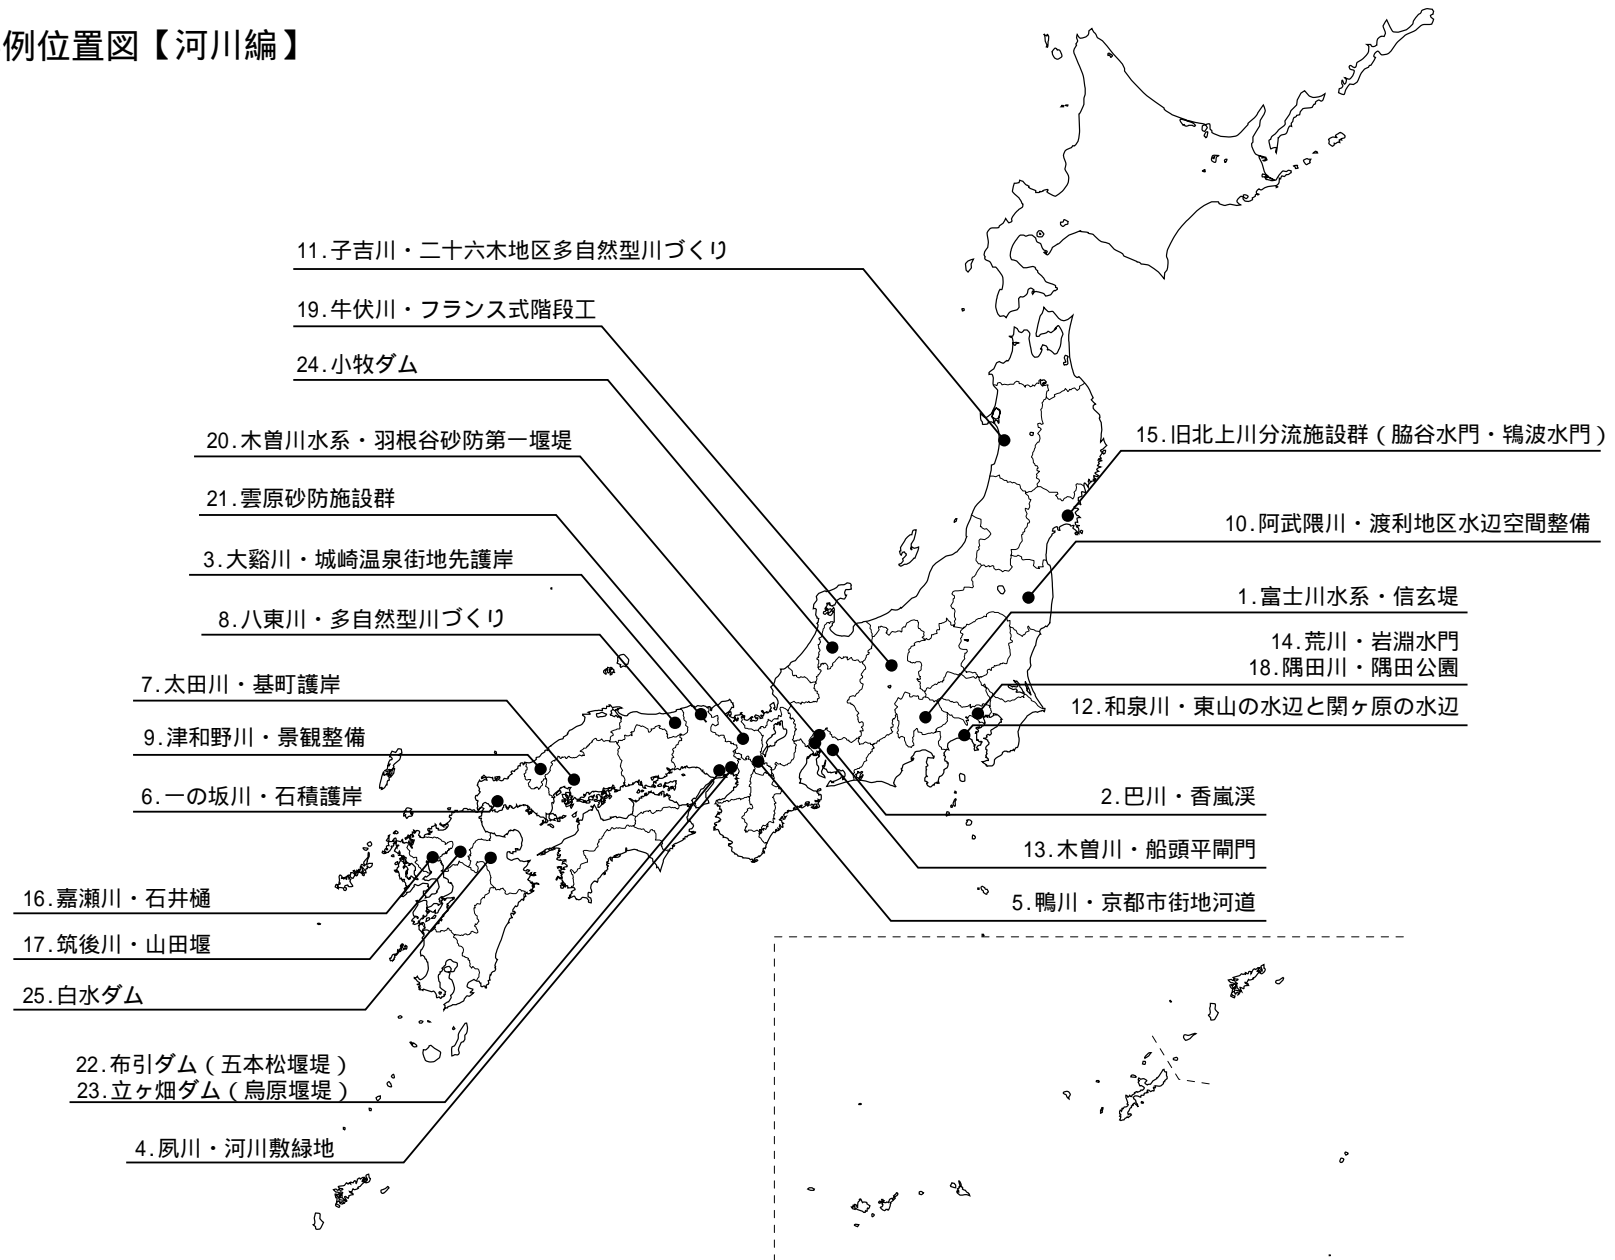 例位置図【河川編】
11.子吉川・二十六木地区多自然型川づくり
19.牛伏川・フランス式階段工
24.小牧ダム
20.木曽川水系・羽根谷砂防第一堰堤
21.雲原砂防施設群
3.大谿川・城崎温泉街地先護岸
8.八東川・多自然型川づくり
7.太田川・基町護岸
9.津和野川・景観整備
6.一の坂川・石積護岸
16.嘉瀬川・石井樋
17.筑後川・山田堰
25.白水ダム
22.布引ダム（五本松堰堤）
23.立ヶ畑ダム（烏原堰堤）
4.夙川・河川敷緑地
15.旧北上川分流施設群（脇谷水門・鴇波水門）
10.阿武隈川・渡利地区水辺空間整備
1.富士川水系・信玄堤
14.荒川・岩淵水門
18.隅田川・隅田公園
12.和泉川・東山の水辺と関ヶ原の水辺
2.巴川・香嵐渓
13.木曽川・船頭平閘門
5.鴨川・京都市街地河道